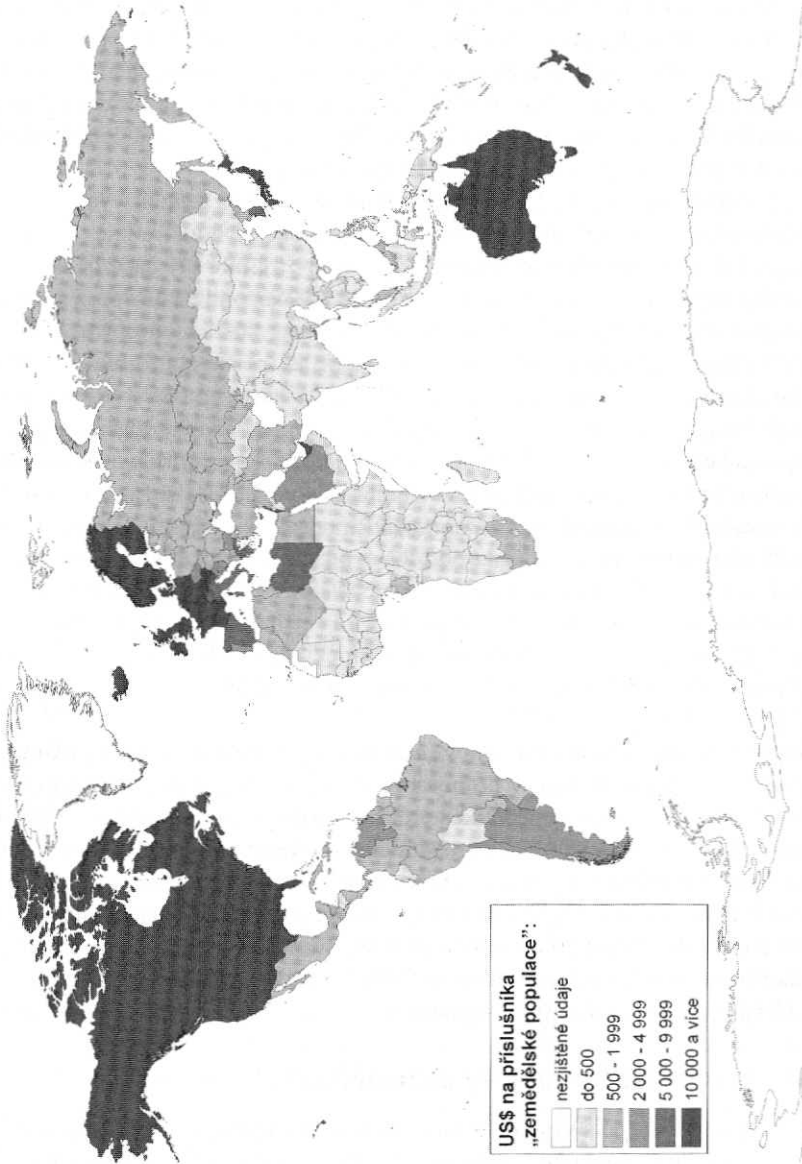 US$ na příslušníka
„zemědělské populace”:
nezjištěné údaje
do 500
500 - 1 999
2 000 - 4 999
5 000 - 9 999
10 000 a více